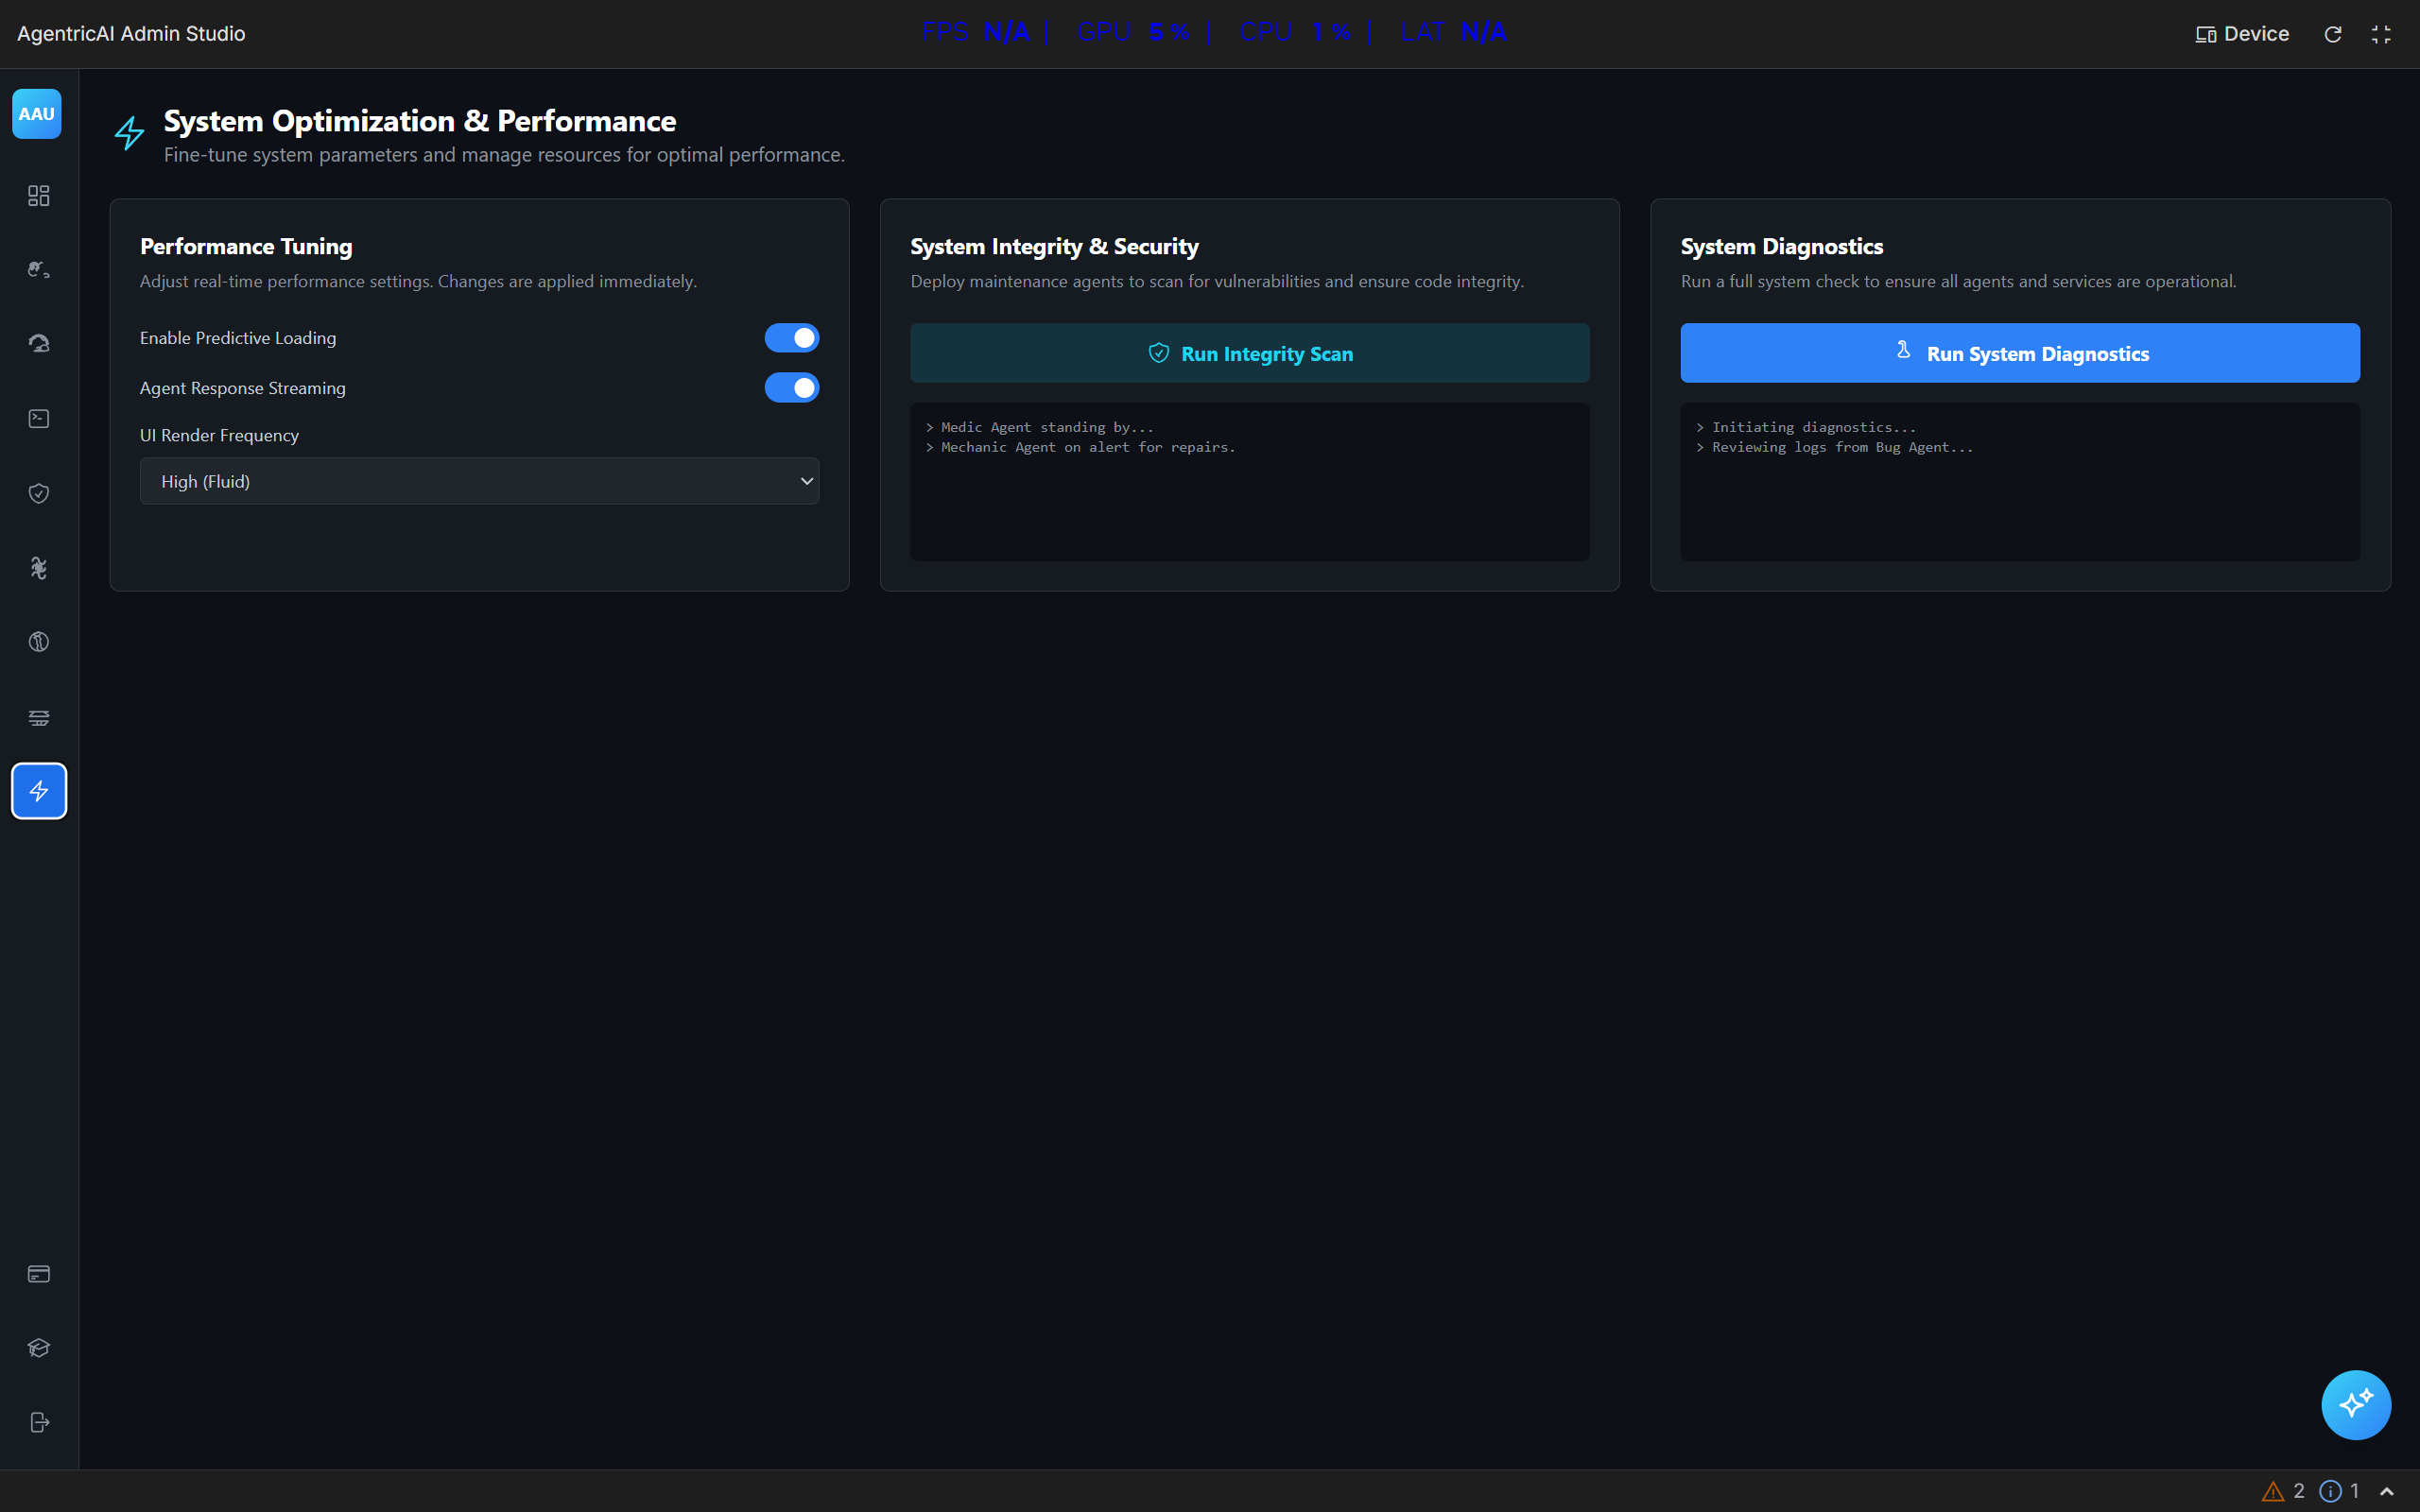 AgentricAI Admin Studio
FPS N/A | GPU 5 % | CPU 1 % | LAT N/A
Device
AAU
System Optimization & Performance
Fine-tune system parameters and manage resources for optimal performance.
Performance Tuning
Adjust real-time performance settings. Changes are applied immediately.
Enable Predictive Loading
Agent Response Streaming
UI Render Frequency
High (Fluid)
System Integrity & Security
Deploy maintenance agents to scan for vulnerabilities and ensure code integrity.
Run Integrity Scan
> Medic Agent standing by...
> Mechanic Agent on alert for repairs.
System Diagnostics
Run a full system check to ensure all agents and services are operational.
Run System Diagnostics
> Initiating diagnostics...
> Reviewing logs from Bug Agent...
2 1